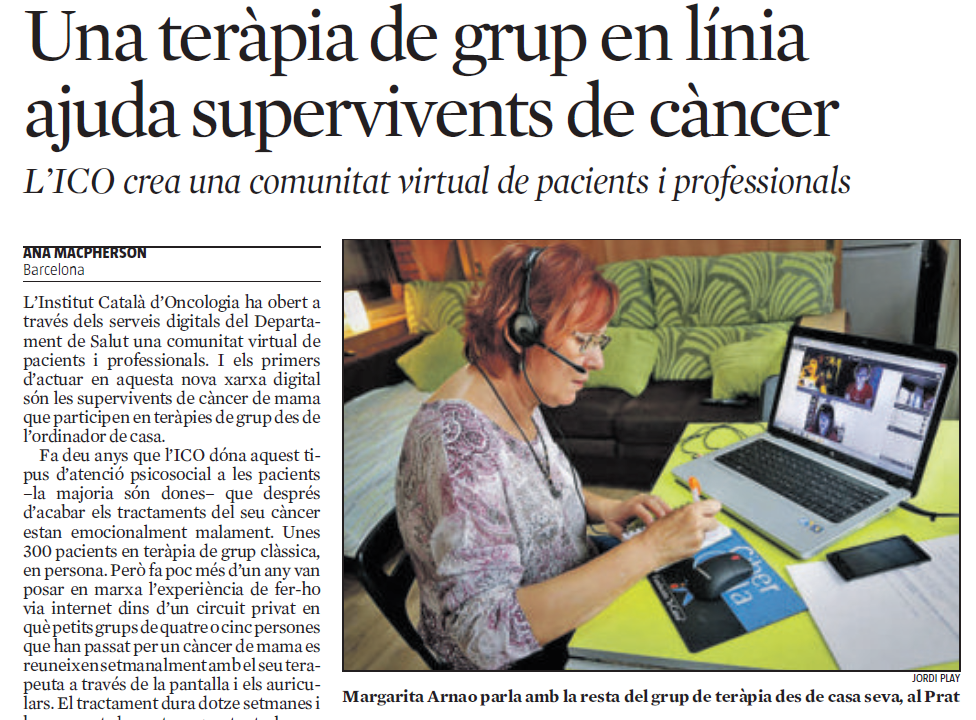 Una teràpia de grup en línia
ajuda supervivents de càncer
L’ICO crea una comunitat virtual de pacients i professionals
ANA MACPHERSON
Barcelona
L’Institut Català d’Oncologia ha obert a
través dels serveis digitals del Departa-
ment de Salut una comunitat virtual de
pacients i professionals. I els primers
d’actuar en aquesta nova xarxa digital
són les supervivents de càncer de mama
que participen en teràpies de grup des de
l’ordinador de casa.
Fa deu anys que l’ICO dóna aquest ti-
pus d’atenció psicosocial a les pacients
–la majoria són dones– que després
d’acabar els tractaments del seu càncer
estan emocionalment malament. Unes
300 pacients en teràpia de grup clàssica,
en persona. Però fa poc més d’un any van
posar en marxa l’experiència de fer-ho
via internet dins d’un circuit privat en
què petits grups de quatre o cinc persones
que han passat per un càncer de mama es
reuneixen setmanalment amb el seu tera-
peuta a través de la pantalla i els auricu-
lars. El tractament dura dotze setmanes i
JORDI PLAY
Margarita Arnao parla amb la resta del grup de teràpia des de casa seva, al Prat